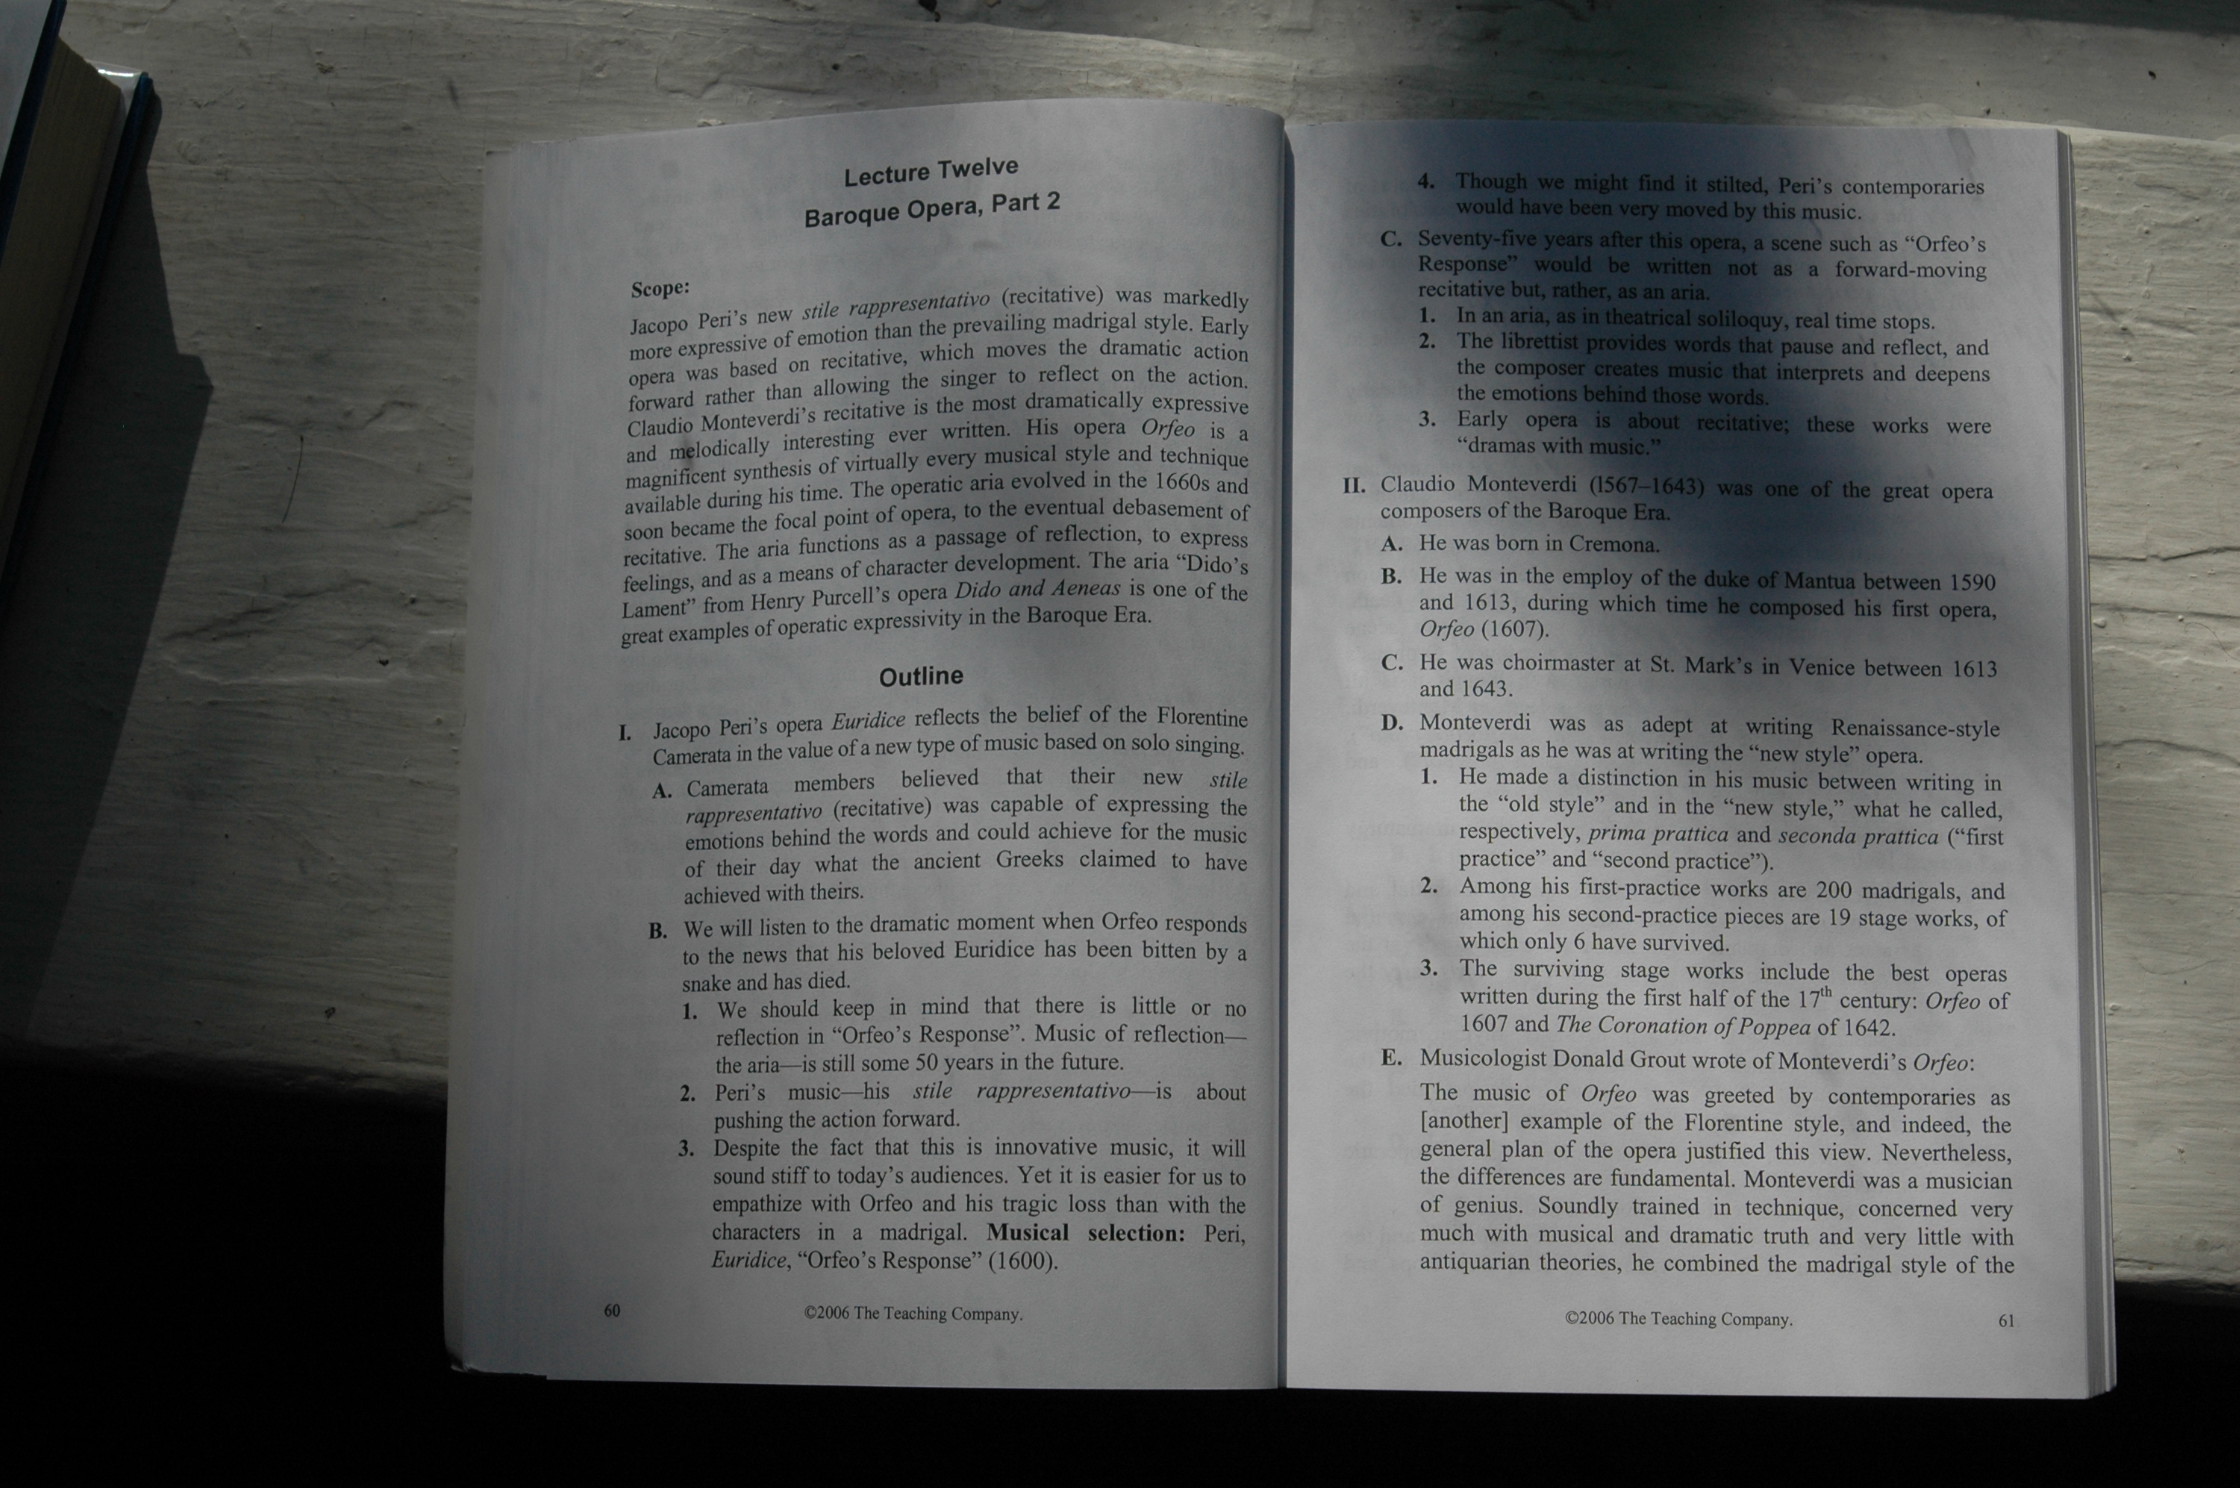 Lecture Twelve
Baroque Opera, Part 2
Scope:
Jacopo Peri's new stile rappresentativo (recitative) was markedly
more expressive of emotion than the prevailing madrigal style. Early
opera was based on recitative, which moves the dramatic action
forward rather than allowing the singer to reflect on the action.
Claudio Monteverdi's recitative is the most dramatically expressive
and melodically interesting ever written. His opera Orfeo is a
magnificent synthesis of virtually every musical style and technique
available during his time. The operatic aria evolved in the 1660s and
soon became the focal point of opera, to the eventual debasement of
recitative. The aria functions as a passage of reflection, to express
feelings, and as a means of character development. The aria “Dido's
Lament” from Henry Purcell's opera Dido and Aeneas is one of the
great examples of operatic expressivity in the Baroque Era.
Outline
I. Jacopo Peri's opera Euridice reflects the belief of the Florentine
Camerata in the value of a new type of music based on solo singing.
A. Camerata members believed that their new stile
rappresentativo (recitative) was capable of expressing the
emotions behind the words and could achieve for the music
of their day what the ancient Greeks claimed to have
achieved with theirs.
B. We will listen to the dramatic moment when Orfeo responds
to the news that his beloved Euridice has been bitten by a
snake and has died.
1. We should keep in mind that there is little or no
reflection in “Orfeo's Response”. Music of reflection—
the aria—is still some 50 years in the future.
2. Peri's music—his stile rappresentativo—is about
pushing the action forward.
3. Despite the fact that this is innovative music, it will
sound stiff to today's audiences. Yet it is easier for us to
empathize with Orfeo and his tragic loss than with the
characters in a madrigal. Musical selection: Peri,
Euridice, “Orfeo's Response” (1600).
60 ©2006 The Teaching Company.
4. Though we might find it stilted, Peri's contemporaries
would have been very moved by this music.
C. Seventy-five years after this opera, a scene such as “Orfeo's
Response” would be written not as a forward-moving
recitative but, rather, as an aria.
1. In an aria, as in theatrical soliloquy, real time stops.
2. The librettist provides words that pause and reflect, and
the composer creates music that interprets and deepens
the emotions behind those words.
3. Early opera is about recitative; these works were
“dramas with music.”
II. Claudio Monteverdi (l567–1643) was one of the great opera
composers of the Baroque Era.
A. He was born in Cremona.
B. He was in the employ of the duke of Mantua between 1590
and 1613, during which time he composed his first opera,
Orfeo (1607).
C. He was choirmaster at St. Mark's in Venice between 1613
and 1643.
D. Monteverdi was as adept at writing Renaissance-style
madrigals as he was at writing the “new style” opera.
1. He made a distinction in his music between writing in
the “old style” and in the “new style,” what he called,
respectively, prima prattica and seconda prattica (“first
practice” and “second practice”).
2. Among his first-practice works are 200 madrigals, and
among his second-practice pieces are 19 stage works, of
which only 6 have survived.
3. The surviving stage works include the best operas
written during the first half of the 17th century: Orfeo of
1607 and The Coronation of Poppea of 1642.
E. Musicologist Donald Grout wrote of Monteverdi's Orfeo:
The music of Orfeo was greeted by contemporaries as
[another] example of the Florentine style, and indeed, the
general plan of the opera justified this view. Nevertheless,
the differences are fundamental. Monteverdi was a musician
of genius. Soundly trained in technique, concerned very
much with musical and dramatic truth and very little with
antiquarian theories, he combined the madrigal style of the
©2006 The Teaching Company. 61